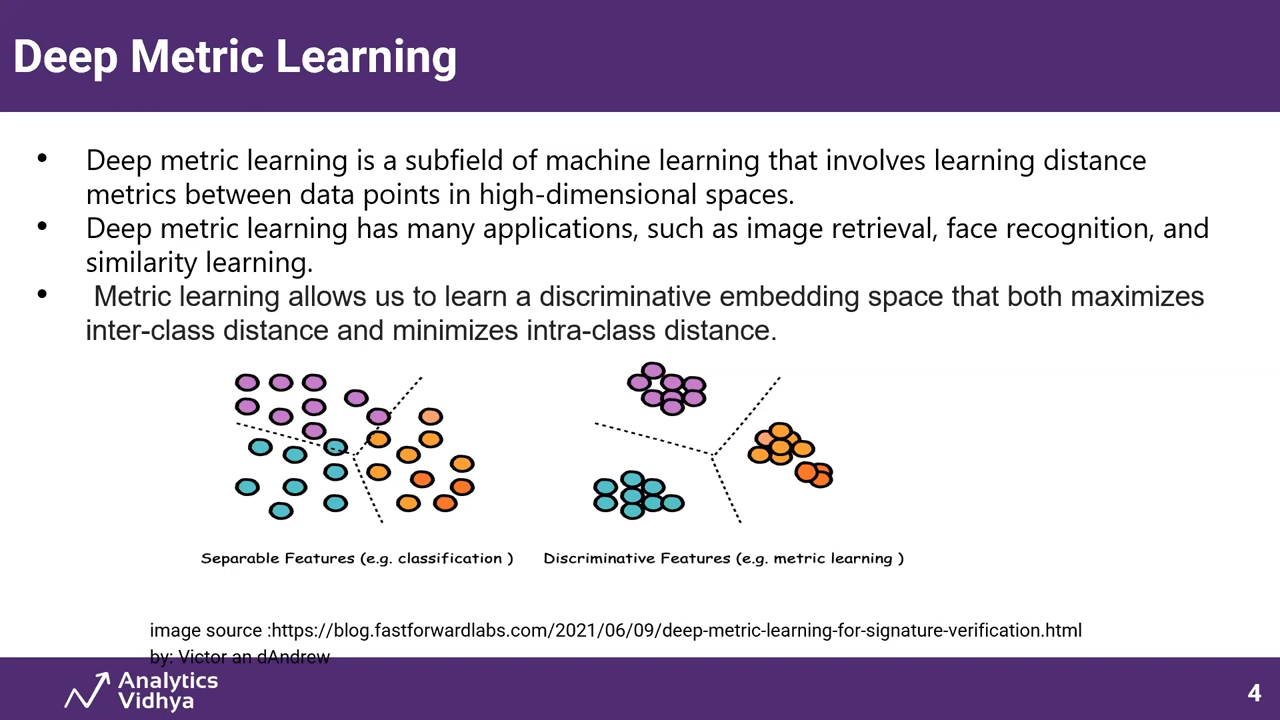 Deep Metric Learning
• Deep metric learning is a subfield of machine learning that involves learning distance
metrics between data points in high-dimensional spaces.
• Deep metric learning has many applications, such as image retrieval, face recognition, and
similarity learning.
• Metric learning allows us to learn a discriminative embedding space that both maximizes
inter-class distance and minimizes intra-class distance.
Separable Features (e.g. classification )
Discriminative Features (e.g. metric learning )
image source :https://blog.fastforwardlabs.com/2021/06/09/deep-metric-learning-for-signature-verification.html
by: Victor an dAndrew
Analytics
Vidhya
4